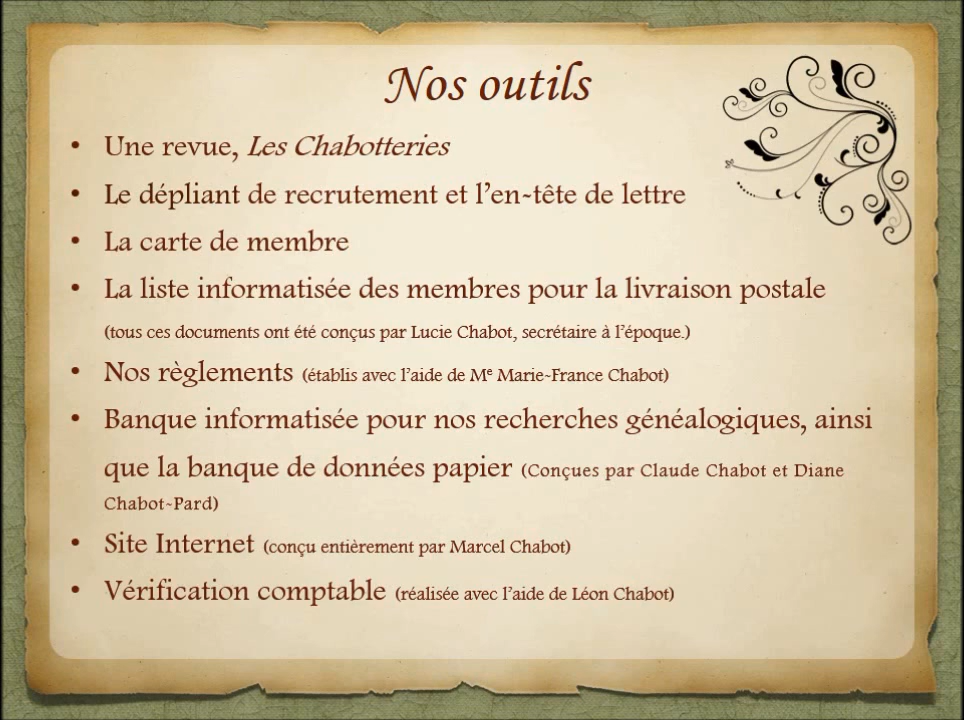 Nos outils
• Une revue, Les Chabotteries
• Le dépliant de recrutement et l’en-tête de lettre
• La carte de membre
• La liste informatisée des membres pour la livraison postale
(tous ces documents ont été conçus par Lucie Chabot, secrétaire à l’époque.)
• Nos règlements (établis avec l’aide de Mᵉ Marie-France Chabot)
• Banque informatisée pour nos recherches généalogiques, ainsi
que la banque de données papier (Conçues par Claude Chabot et Diane
Chabot-Pard)
• Site Internet (conçu entièrement par Marcel Chabot)
• Vérification comptable (réalisée avec l’aide de Léon Chabot)